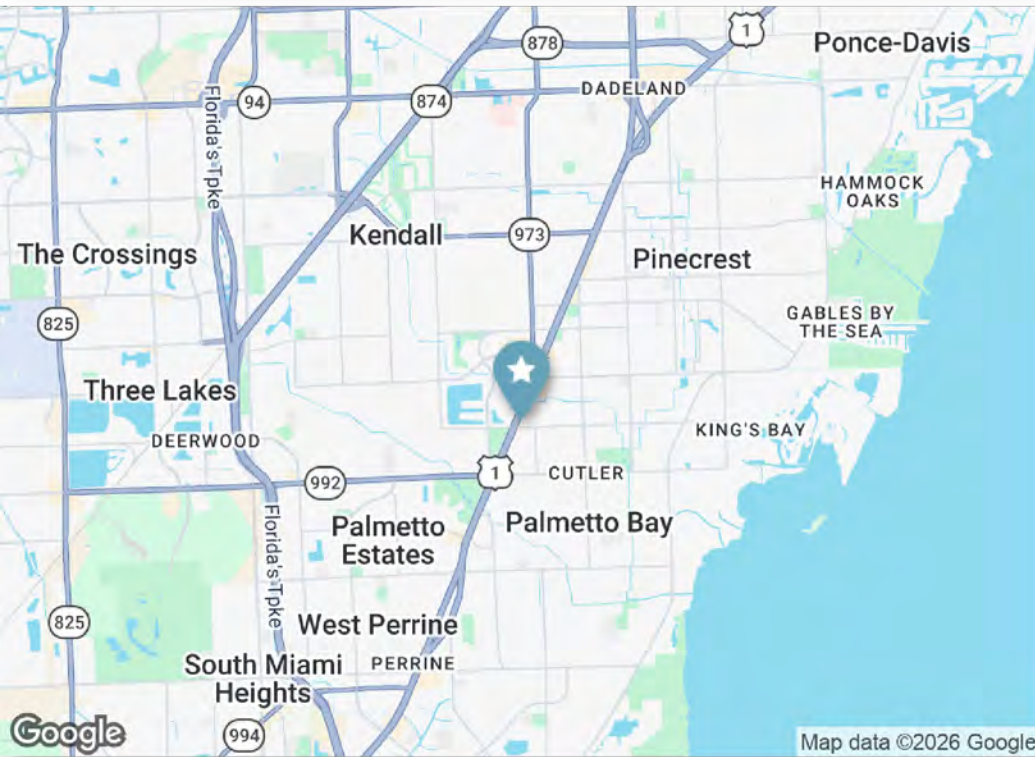 1
878
Ponce-Davis
DADELAND
94
874
Florida's Tpke
HAMMOCK
OAKS
973
Kendall
The Crossings
Pinecrest
825
GABLES BY
THE SEA
Three Lakes
KING'S BAY
DEERWOOD
992
1
CUTLER
Palmetto
Estates
Palmetto Bay
Florida's Tpke
825
West Perrine
South Miami
Heights
PERRINE
994
Google
Map data ©2026 Google